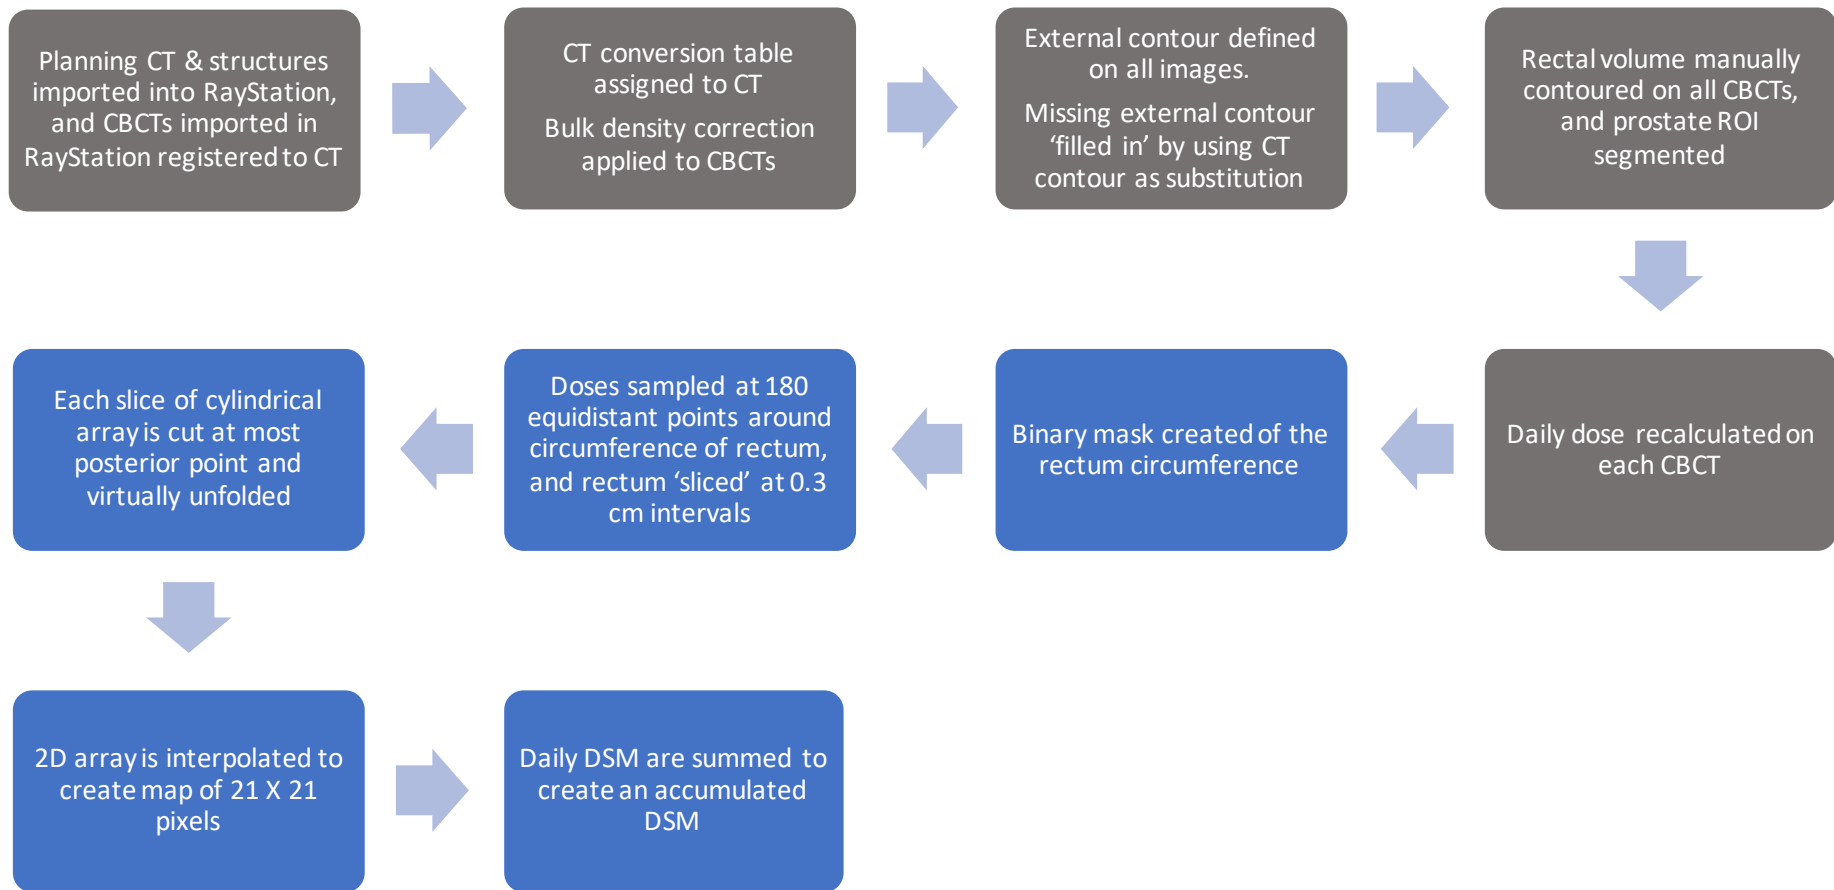 Planning CT & structures
imported into RayStation,
and CBCTs imported in
RayStation registered to CT
CT conversion table
assigned to CT
Bulk density correction
applied to CBCTs
External contour defined
on all images.
Missing external contour
‘filled in’ by using CT
contour as substitution
Rectal volume manually
contoured on all CBCTs,
and prostate ROI
segmented
Daily dose recalculated on
each CBCT
Binary mask created of the
rectum circumference
Doses sampled at 180
equidistant points around
circumference of rectum,
and rectum ‘sliced’ at 0.3
cm intervals
Each slice of cylindrical
array is cut at most
posterior point and
virtually unfolded
2D array is interpolated to
create map of 21 X 21
pixels
Daily DSM are summed to
create an accumulated
DSM